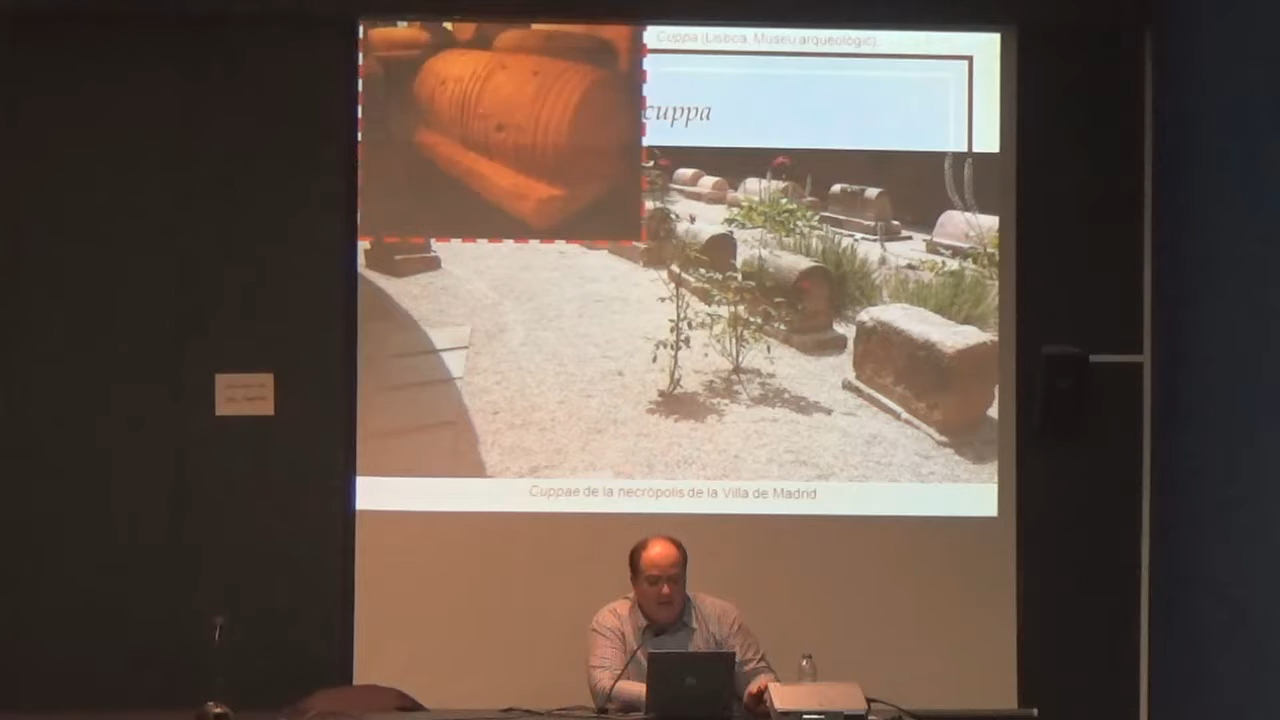 Cuppa (Lisboa, Museu arqueològic)
cuppa
Cuppae de la necròpolis de la Villa de Madrid